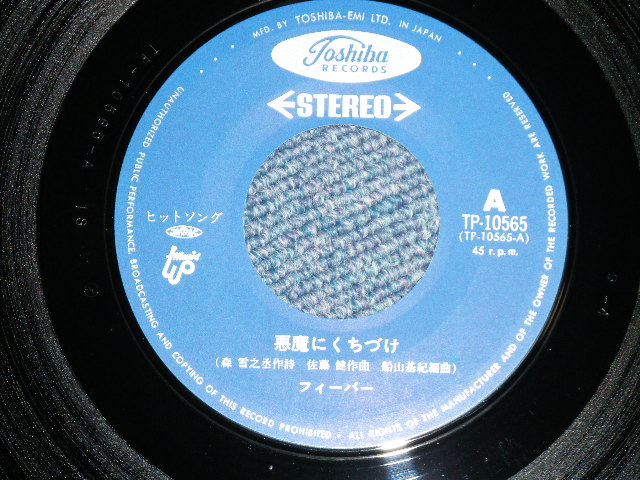 MFD. BY TOSHIBA-EMI LTD. IN JAPAN
Toshiba
RECORDS
STEREO
A
TP-10565
(TP-10565-A)
45 r.p.m.
ヒットソング
悪魔にくちづけ
(森 雪之丞作詩 佐藤 健作曲 船山基紀編曲)
フィーバー
UNAUTHORIZED PUBLIC PERFORMANCE, BROADCASTING AND COPYING OF THIS RECORD PROHIBITED • ALL RIGHTS OF THE MANUFACTURER AND OF THE OWNER OF THE RECORDED WORK ARE RESERVED
TP-10565-A